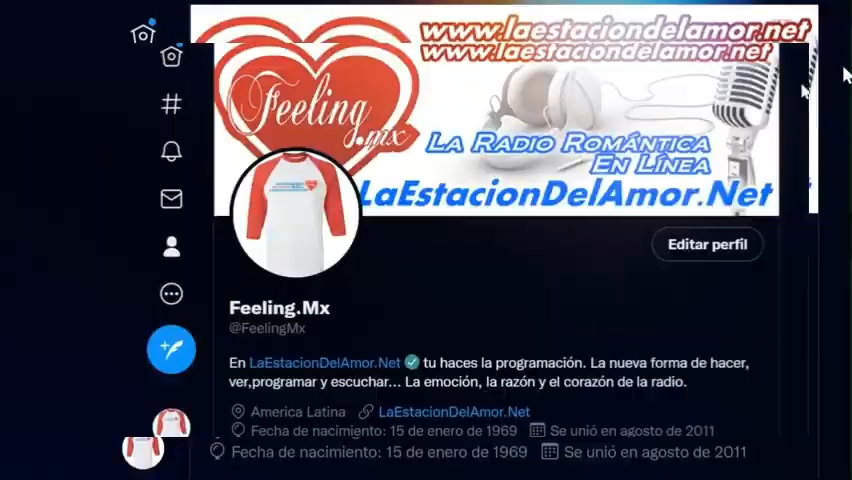 www.laestaciondelamor.net
www.laestaciondelamor.net
Feeling
.mx
La Radio Romántica
En Línea
LaEstacionDelAmor.Net
Editar perfil
Feeling.Mx
@FeelingMx
En LaEstacionDelAmor.Net tu haces la programación. La nueva forma de hacer,
ver,programar y escuchar... La emoción, la razón y el corazón de la radio.
America Latina LaEstacionDelAmor.Net
Fecha de nacimiento: 15 de enero de 1969 Se unió en agosto de 2011
Fecha de nacimiento: 15 de enero de 1969 Se unió en agosto de 2011